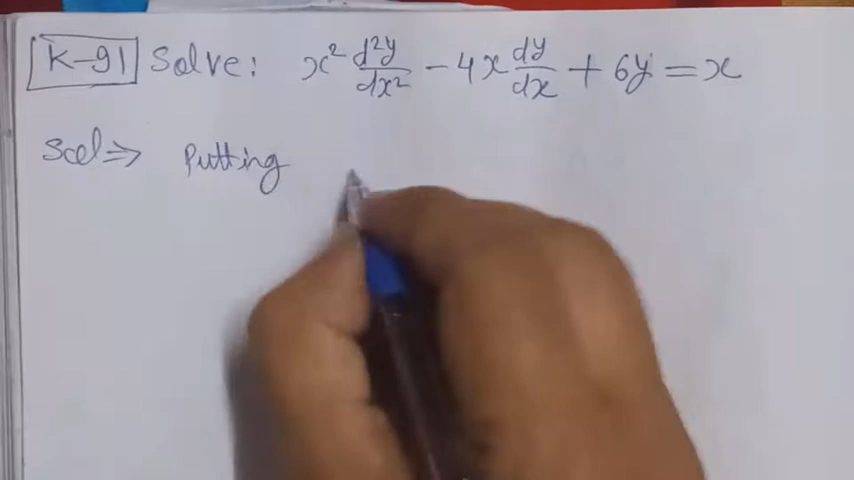 K-91 Solve: x² d²y/dx² - 4x dy/dx + 6y = x
Sol ⇒ Putting